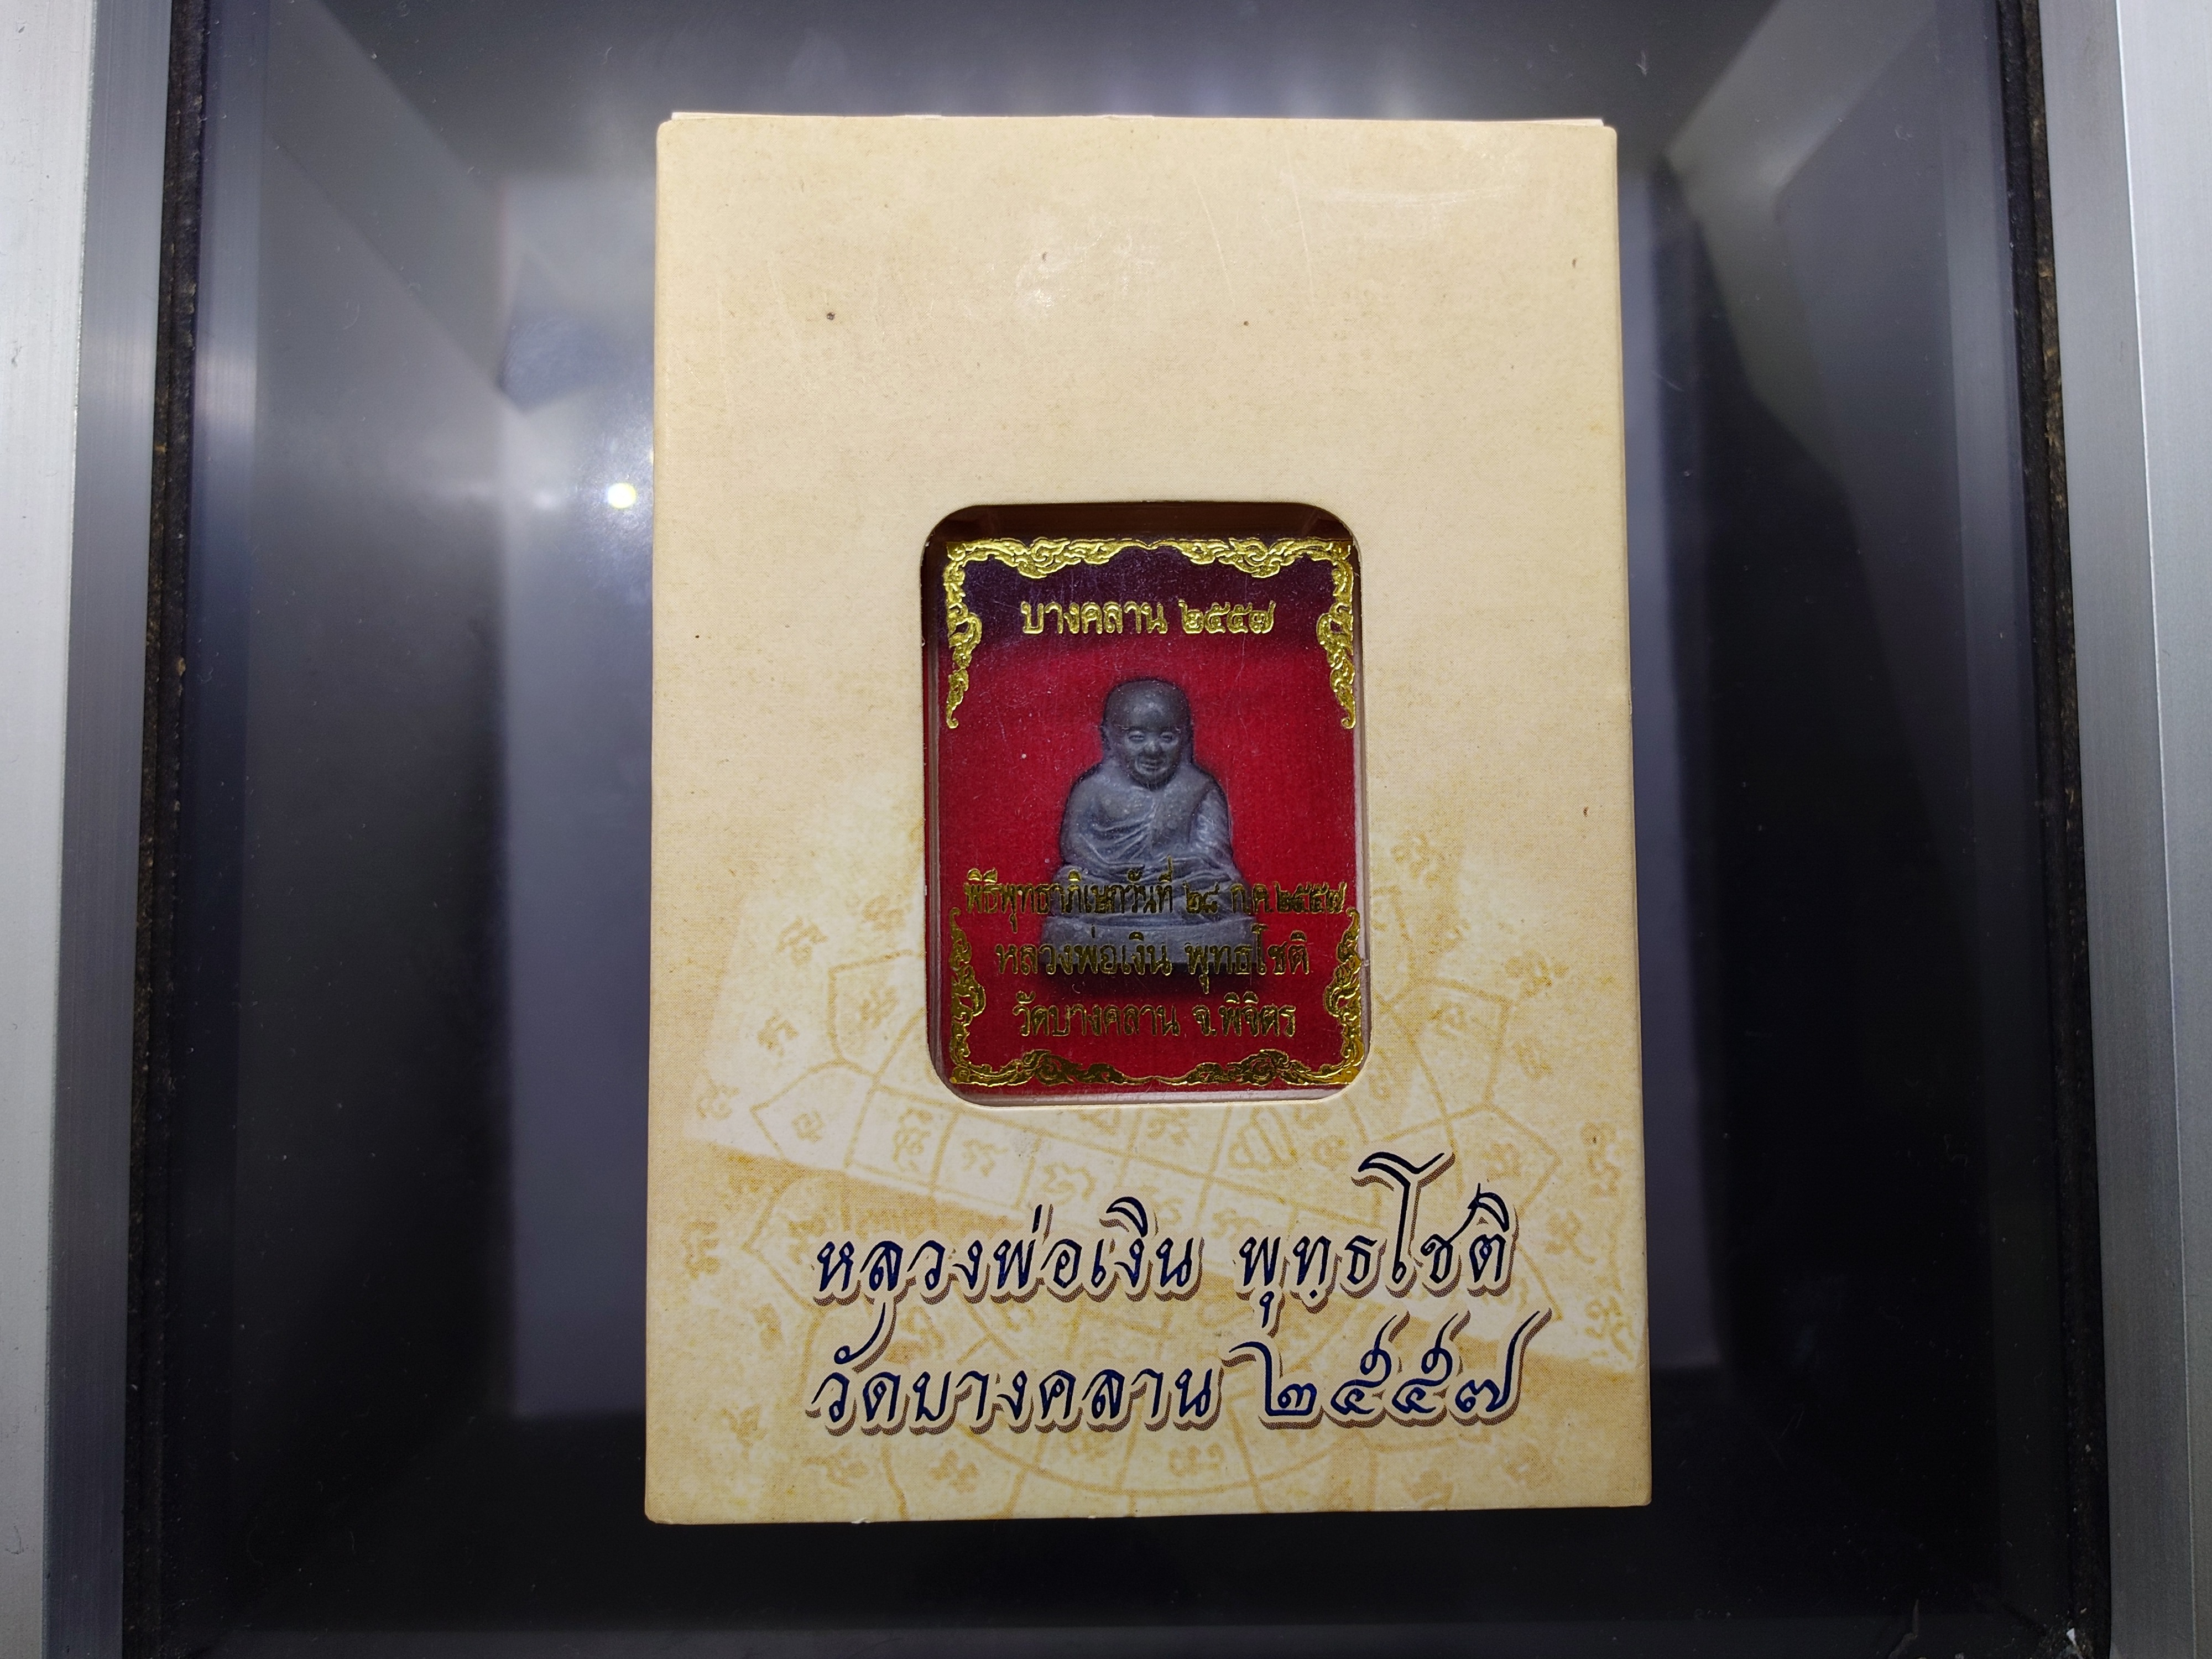 บางคลาน ๒๕๕๗
พิธีพุทธาภิเษกวันที่ ๒๘ ก.ค.๒๕๕๗
หลวงพ่อเงิน พุทธโชติ
วัดบางคลาน จ.พิจิตร
หลวงพ่อเงิน พุทฺธโชติ
วัดบางคลาน ๒๕๕๗